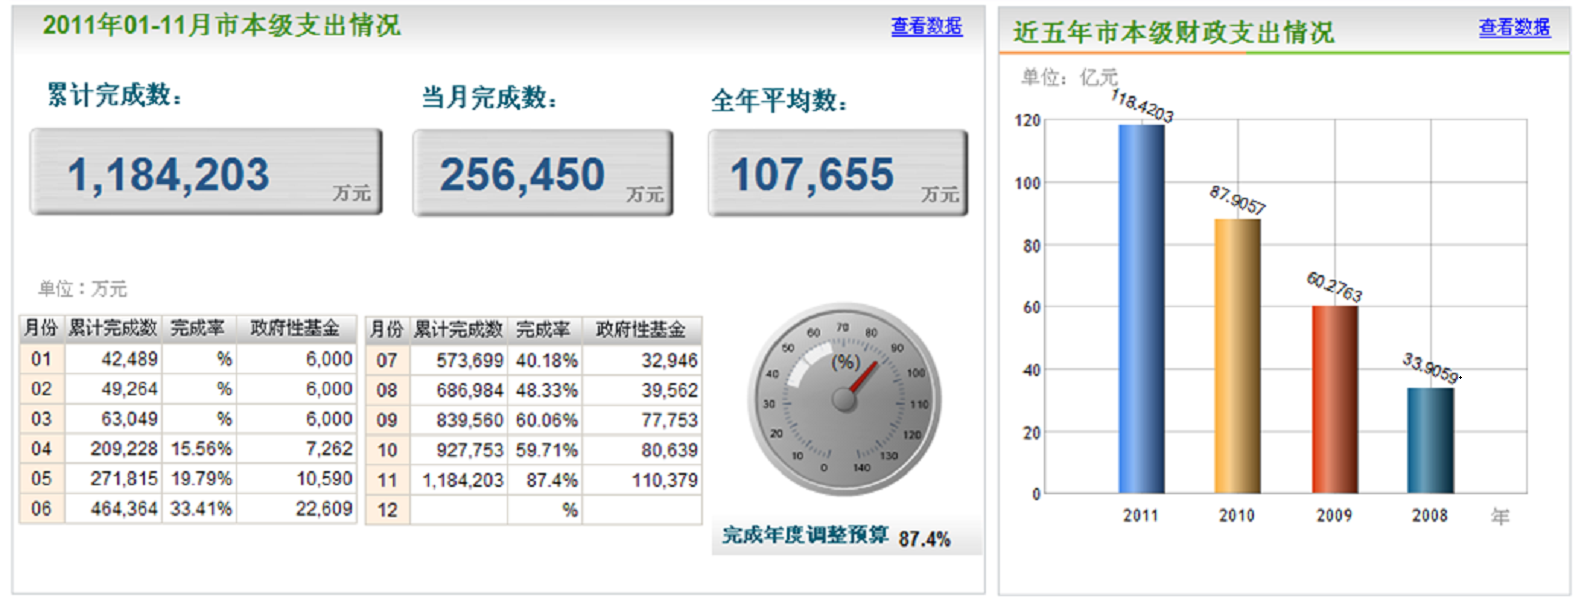 2011年01-11月市本级支出情况 查看数据
累计完成数： 当月完成数： 全年平均数：
1,184,203 万元 256,450 万元 107,655 万元
单位：万元
月份 累计完成数 完成率 政府性基金
01 42,489 % 6,000
02 49,264 % 6,000
03 63,049 % 6,000
04 209,228 15.56% 7,262
05 271,815 19.79% 10,590
06 464,364 33.41% 22,609
月份 累计完成数 完成率 政府性基金
07 573,699 40.18% 32,946
08 686,984 48.33% 39,562
09 839,560 60.06% 77,753
10 927,753 59.71% 80,639
11 1,184,203 87.4% 110,379
12 %
(%)
0 10 20 30 40 50 60 70 80 90 100 110 120 130 140
完成年度调整预算 87.4%
近五年市本级财政支出情况 查看数据
单位：亿元
118.4203
87.9057
60.2763
33.9059
120
100
80
60
40
20
0
2011 2010 2009 2008 年